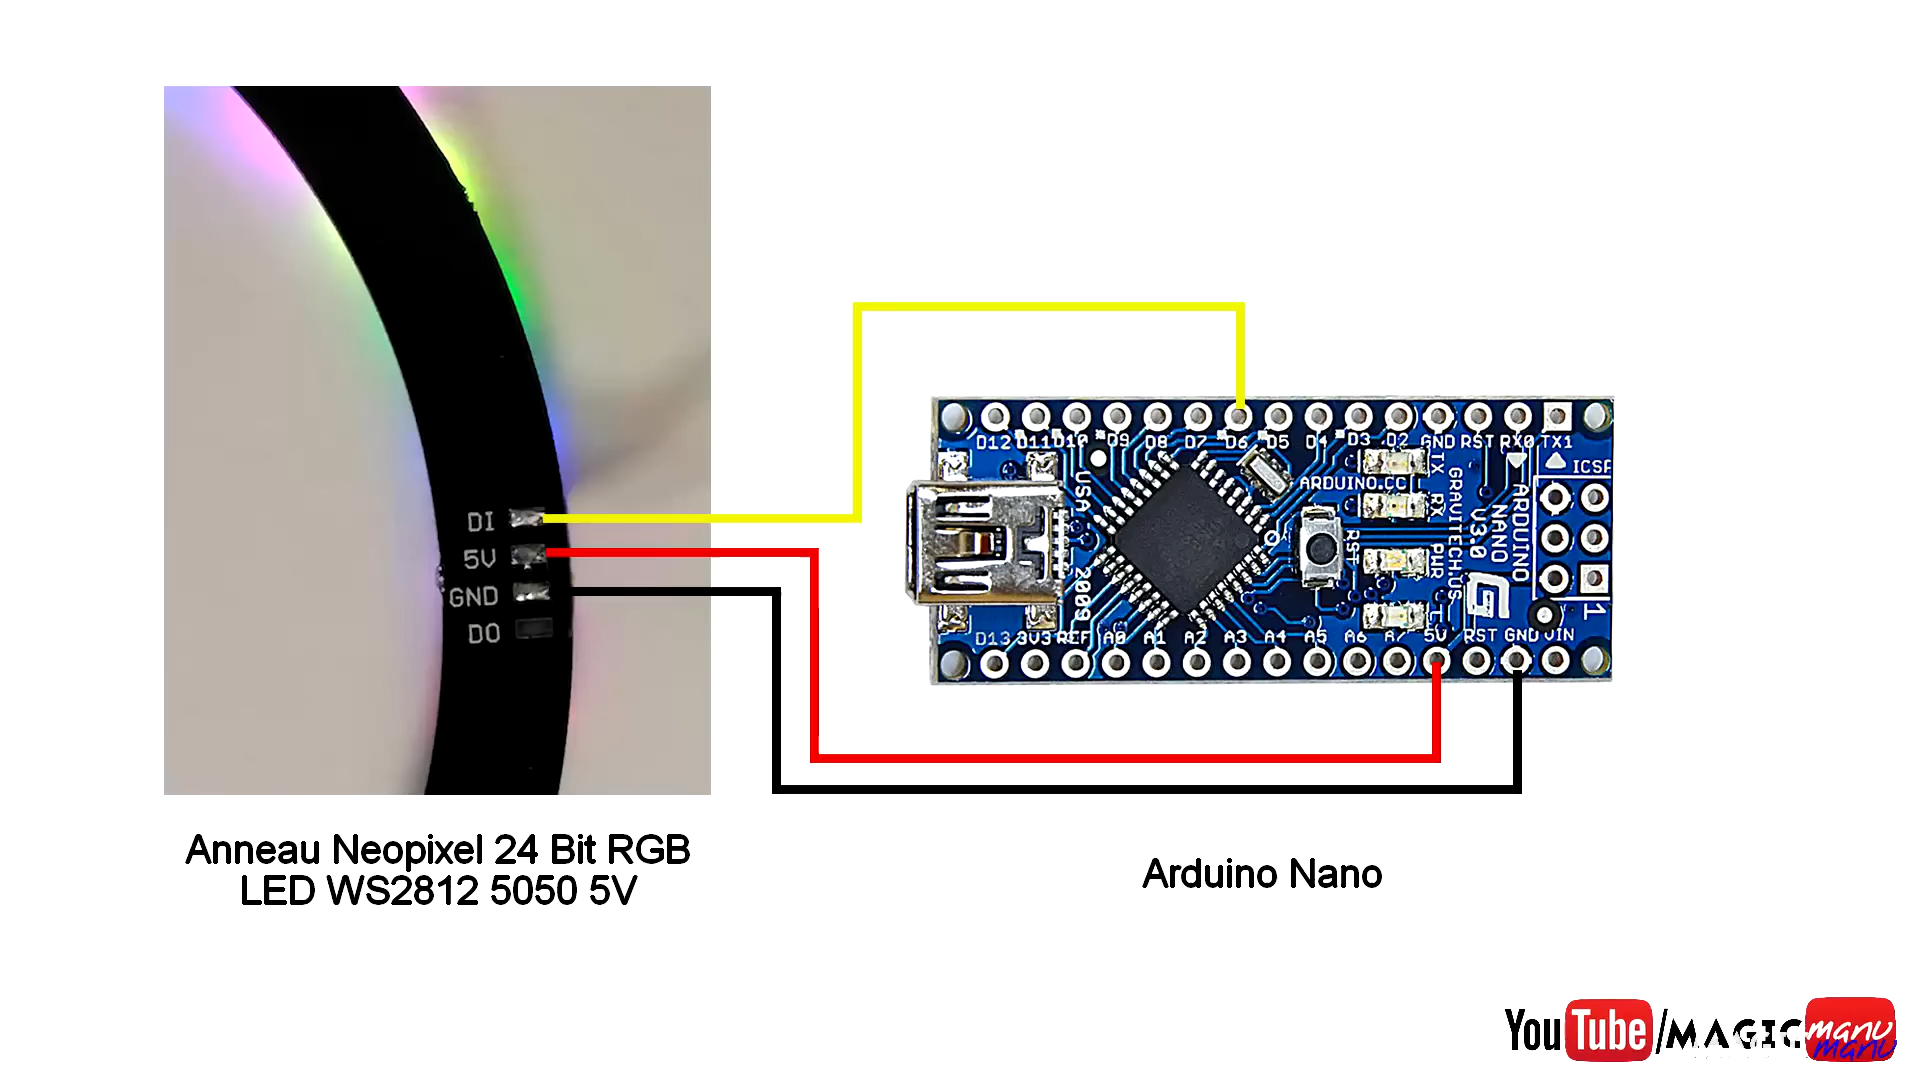 DI
5V
GND
DO
D12 D11 D10 D9 D8 D7 D6 D5 D4 D3 D2 GND RST RX0 TX1
ICSP
ARDUINO.CC
TX
RX
PWR
L
RST
USA
2009
GRAVITECH.US
ARDUINO
NANO
V3.0
G
1
D13 3V3 REF A0 A1 A2 A3 A4 A5 A6 A7 5V RST GND VIN
Anneau Neopixel 24 Bit RGB
LED WS2812 5050 5V
Arduino Nano
YouTube/MAGIC manu
manu